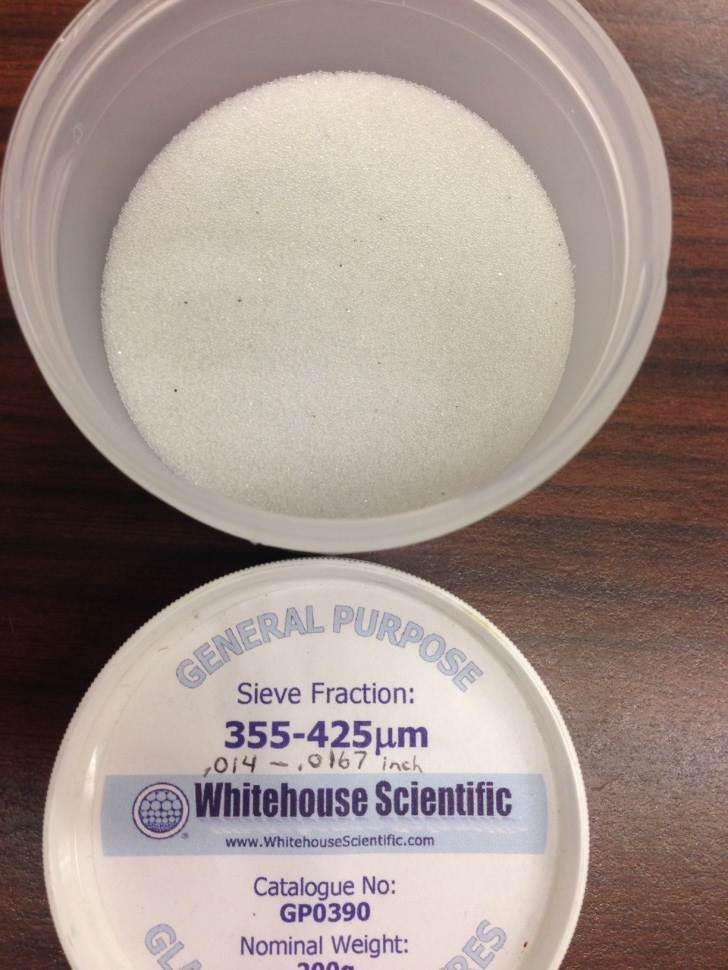 GENERAL PURPOSE
Sieve Fraction:
355-425µm
.014 - .0167 inch
Whitehouse Scientific
www.WhitehouseScientific.com
Catalogue No:
GP0390
Nominal Weight:
200g